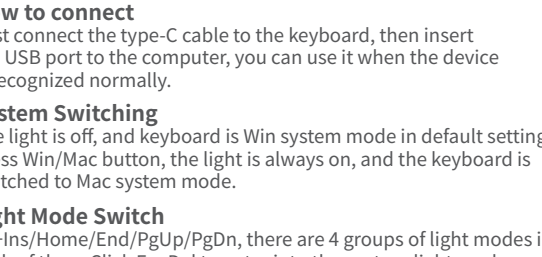 w to connect
st connect the type-C cable to the keyboard, then insert
USB port to the computer, you can use it when the device
recognized normally.
stem Switching
e light is off, and keyboard is Win system mode in default setting
ess Win/Mac button, the light is always on, and the keyboard is
itched to Mac system mode.
ght Mode Switch
+Ins/Home/End/PgUp/PgDn, there are 4 groups of light modes i